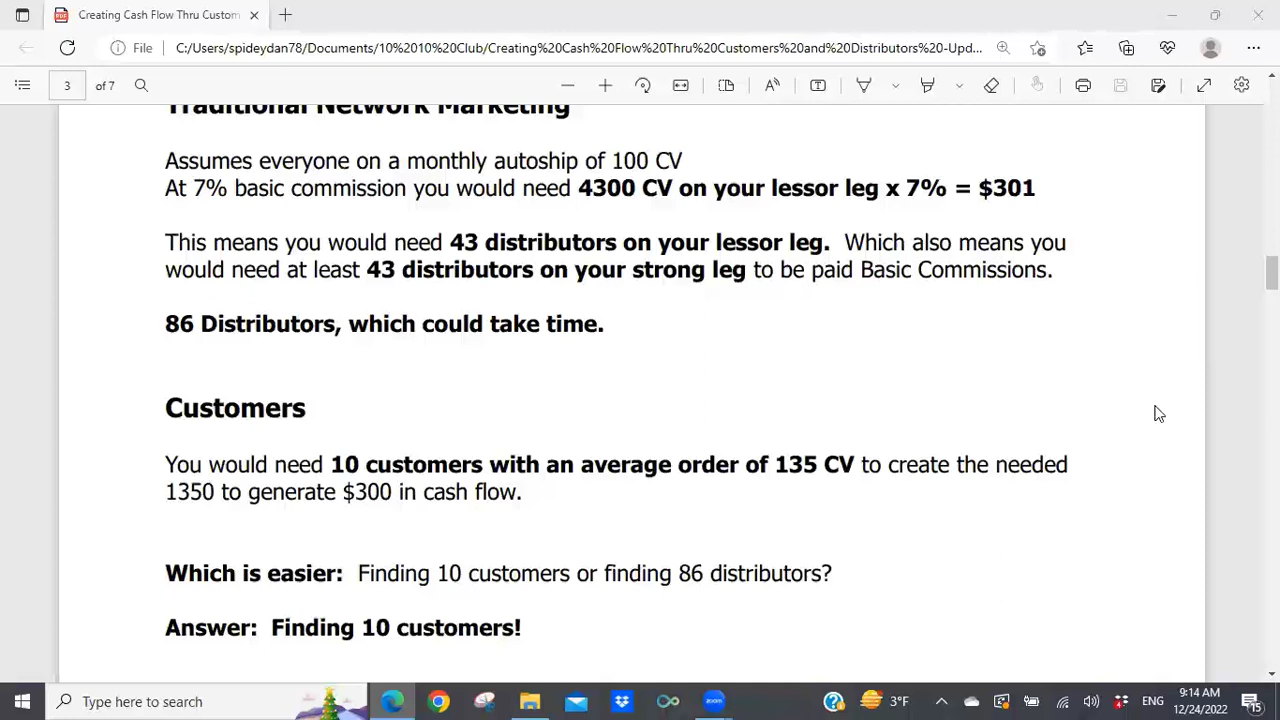 Creating Cash Flow Thru Custom
File
C:/Users/spideydan78/Documents/10%2010%20Club/Creating%20Cash%20Flow%20Thru%20Customers%20and%20Distributors%20-Upd...
3 of 7
Traditional Network Marketing
Assumes everyone on a monthly autoship of 100 CV
At 7% basic commission you would need 4300 CV on your lessor leg x 7% = $301
This means you would need 43 distributors on your lessor leg. Which also means you
would need at least 43 distributors on your strong leg to be paid Basic Commissions.
86 Distributors, which could take time.
Customers
You would need 10 customers with an average order of 135 CV to create the needed
1350 to generate $300 in cash flow.
Which is easier: Finding 10 customers or finding 86 distributors?
Answer: Finding 10 customers!
Type here to search
zoom
3°F
ENG
9:14 AM
12/24/2022
15